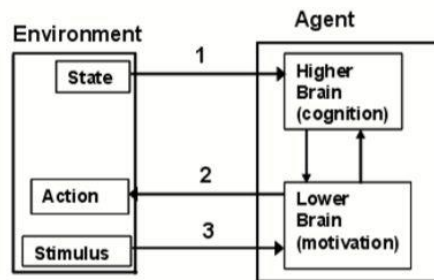 Environment
Agent
1
State
Higher
Brain
(cognition)
2
Action
Lower
Brain
(motivation)
3
Stimulus